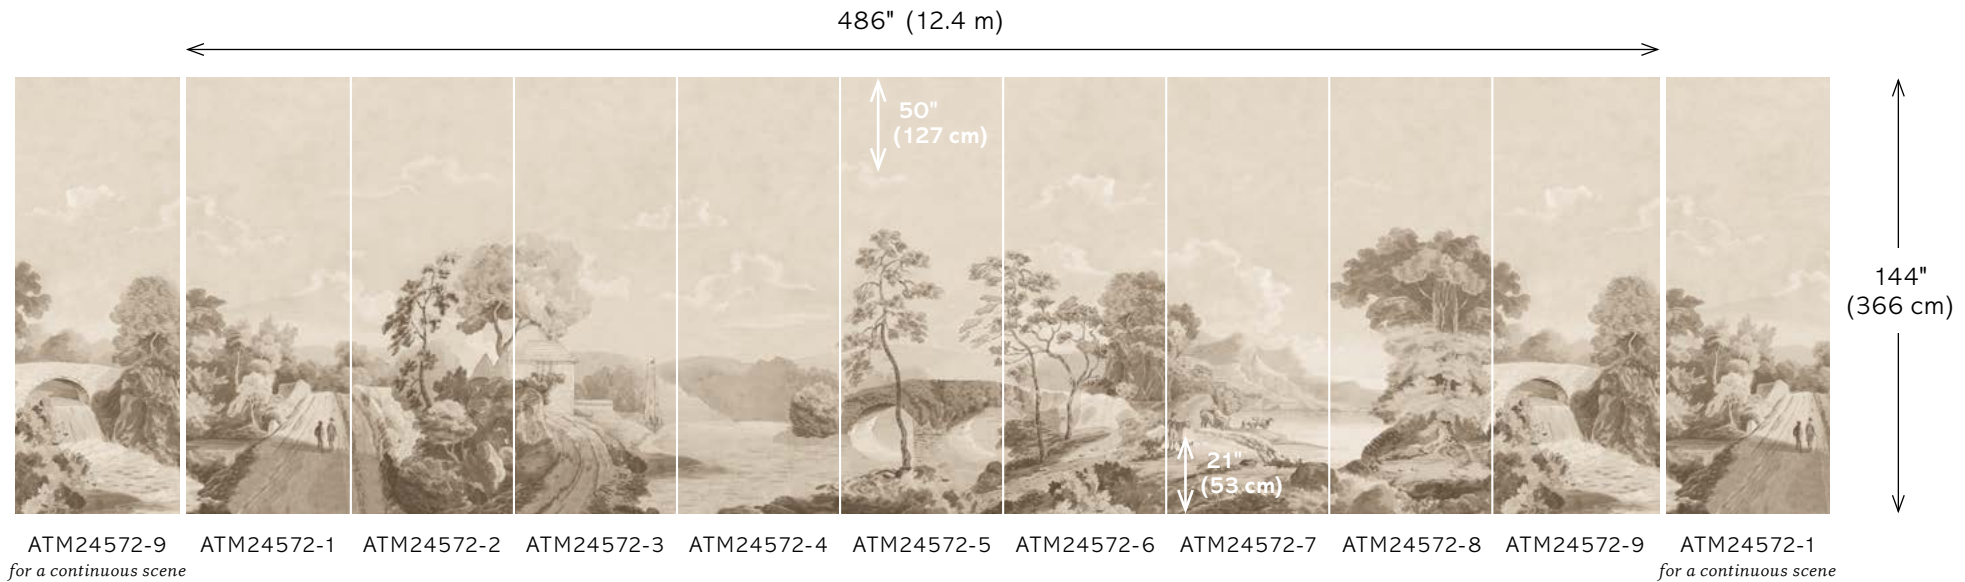 486" (12.4 m)
50"
(127 cm)
144"
(366 cm)
21"
(53 cm)
ATM24572-9
for a continuous scene
ATM24572-1
ATM24572-2
ATM24572-3
ATM24572-4
ATM24572-5
ATM24572-6
ATM24572-7
ATM24572-8
ATM24572-9
ATM24572-1
for a continuous scene